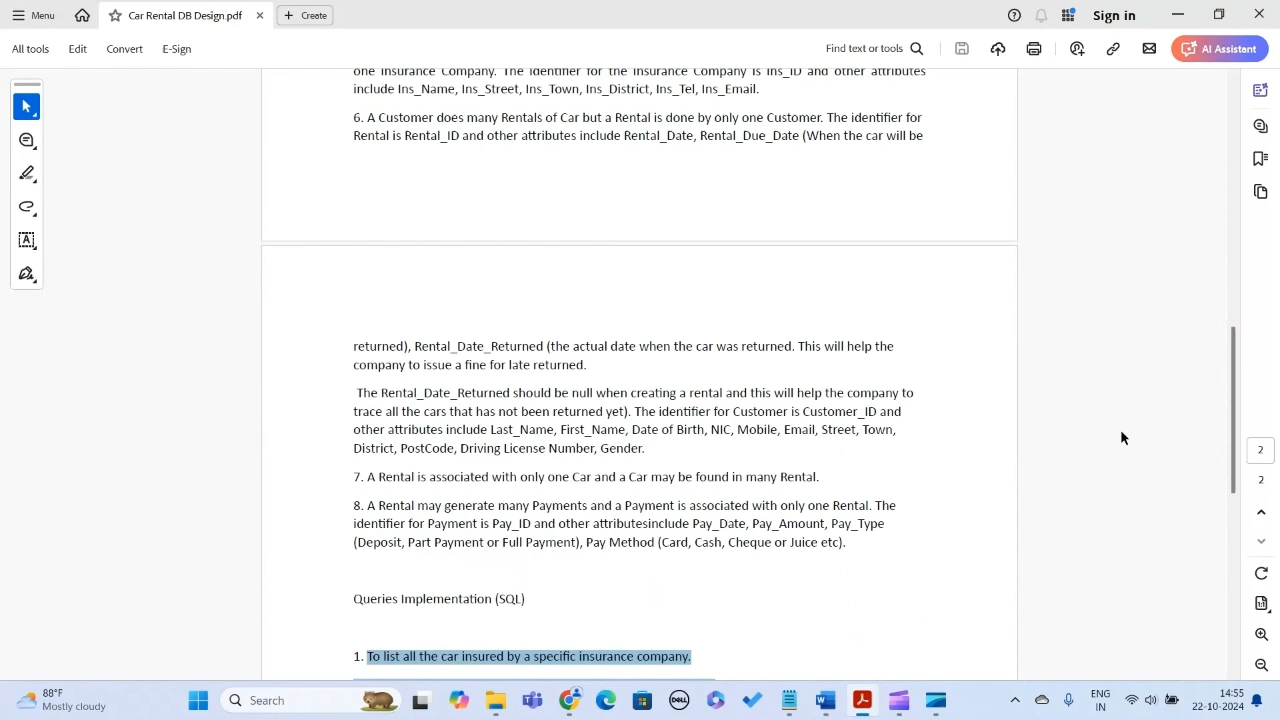 Menu
Car Rental DB Design.pdf
Create
Sign in
All tools
Edit
Convert
E-Sign
Find text or tools
AI Assistant
one Insurance Company. The identifier for the Insurance Company is Ins_ID and other attributes
include Ins_Name, Ins_Street, Ins_Town, Ins_District, Ins_Tel, Ins_Email.
6. A Customer does many Rentals of Car but a Rental is done by only one Customer. The identifier for
Rental is Rental_ID and other attributes include Rental_Date, Rental_Due_Date (When the car will be
returned), Rental_Date_Returned (the actual date when the car was returned. This will help the
company to issue a fine for late returned.
The Rental_Date_Returned should be null when creating a rental and this will help the company to
trace all the cars that has not been returned yet). The identifier for Customer is Customer_ID and
other attributes include Last_Name, First_Name, Date of Birth, NIC, Mobile, Email, Street, Town,
District, PostCode, Driving License Number, Gender.
7. A Rental is associated with only one Car and a Car may be found in many Rental.
8. A Rental may generate many Payments and a Payment is associated with only one Rental. The
identifier for Payment is Pay_ID and other attributesinclude Pay_Date, Pay_Amount, Pay_Type
(Deposit, Part Payment or Full Payment), Pay Method (Card, Cash, Cheque or Juice etc).
Queries Implementation (SQL)
1. To list all the car insured by a specific insurance company.
2
2
88°F
Mostly cloudy
Search
ENG
IN
14:55
22-10-2024